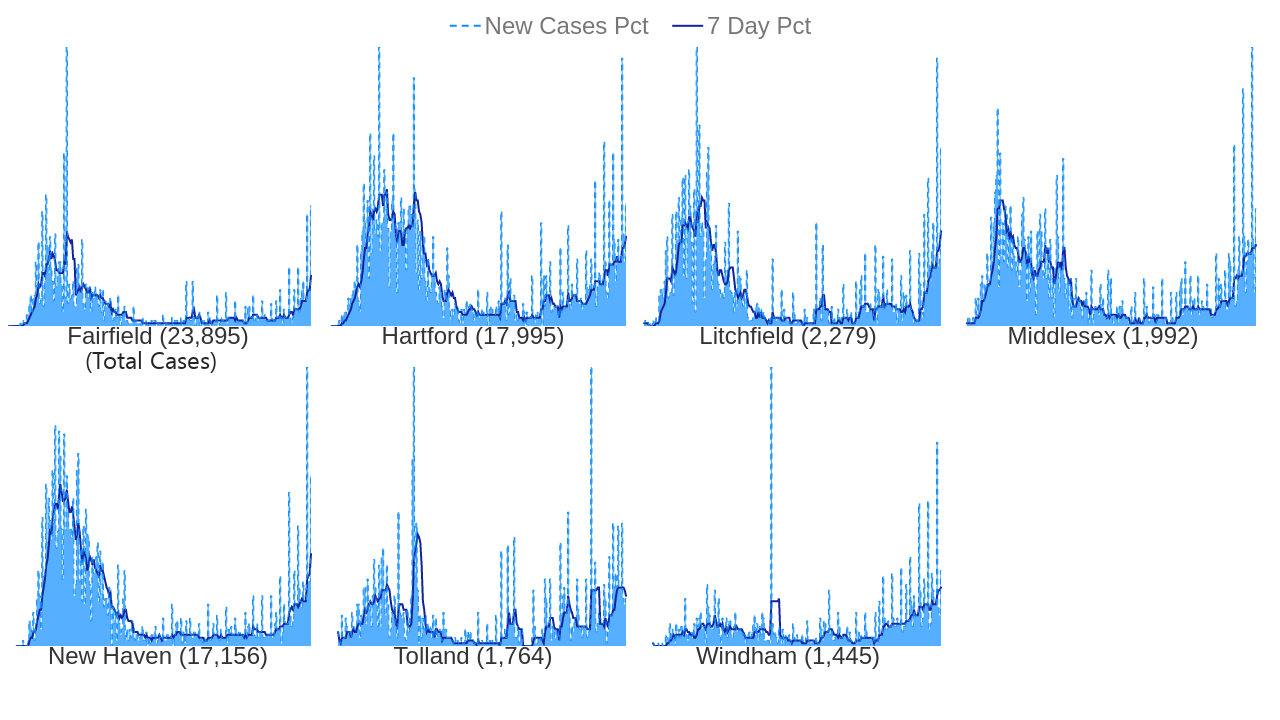 New Cases Pct 7 Day Pct
Fairfield (23,895) Hartford (17,995) Litchfield (2,279) Middlesex (1,992)
(Total Cases)
New Haven (17,156) Tolland (1,764) Windham (1,445)